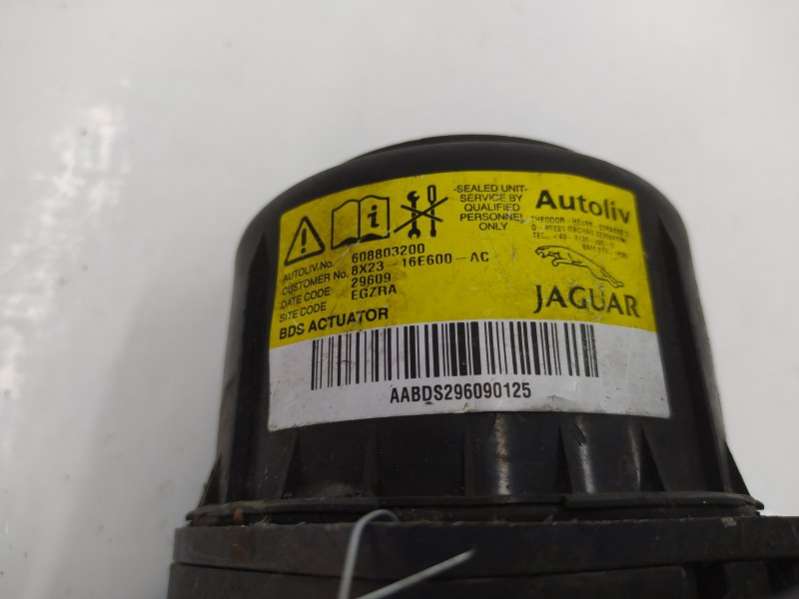 -SEALED UNIT-
SERVICE BY
QUALIFIED
PERSONNEL
ONLY
Autoliv
JAGUAR
AUTOLIV.No. 608803200
CUSTOMER No. 8X23-16E600-AC
DATE CODE: 29609
SITE CODE EGZRA
BDS ACTUATOR
AABDS296090125